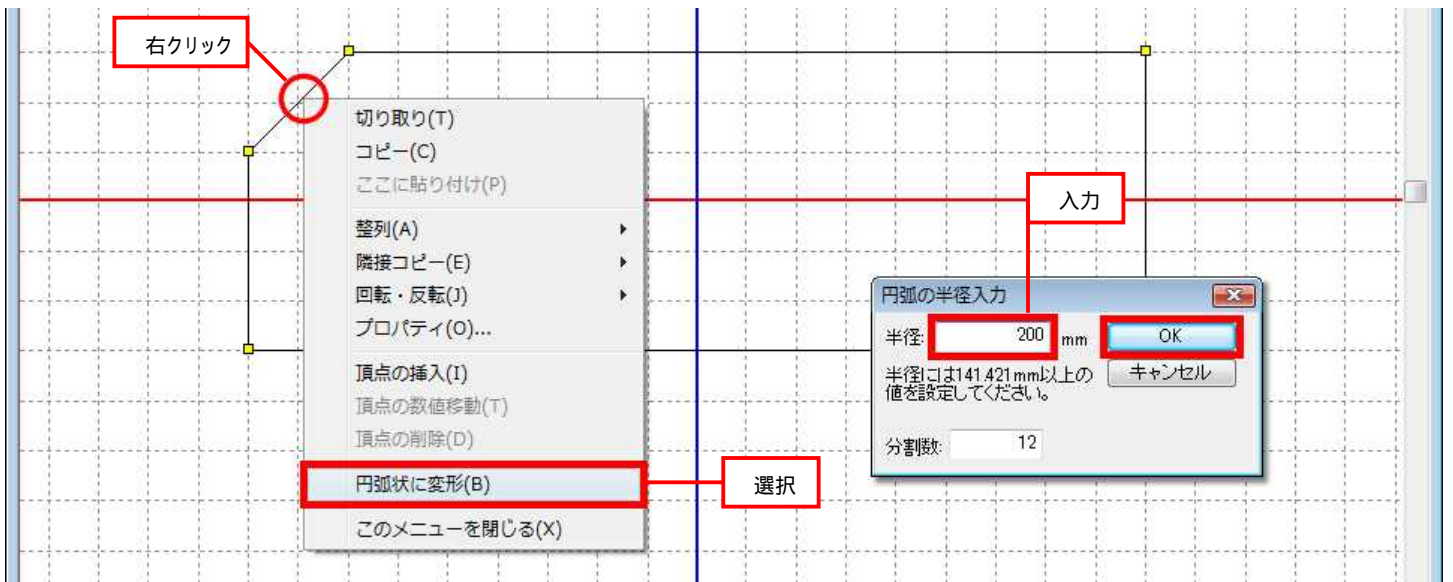 右クリック
切り取り(T)
コピー(C)
ここに貼り付け(P)
整列(A)
隣接コピー(E)
回転・反転(J)
プロパティ(O)...
頂点の挿入(I)
頂点の数値移動(T)
頂点の削除(D)
円弧状に変形(B)
このメニューを閉じる(X)
選択
入力
円弧の半径入力
半径: 200 mm OK
半径には141.421mm以上の キャンセル
値を設定してください。
分割数: 12